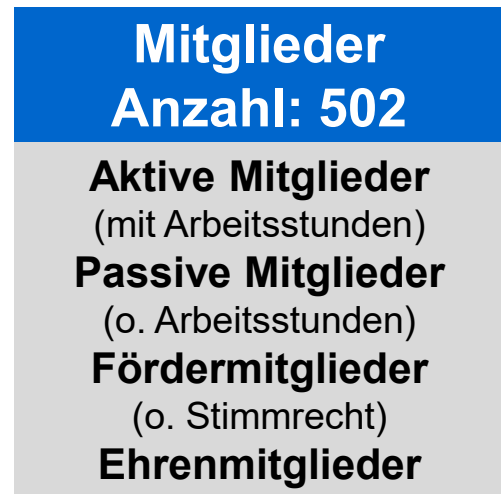 Mitglieder
Anzahl: 502
Aktive Mitglieder
(mit Arbeitsstunden)
Passive Mitglieder
(o. Arbeitsstunden)
Fördermitglieder
(o. Stimmrecht)
Ehrenmitglieder